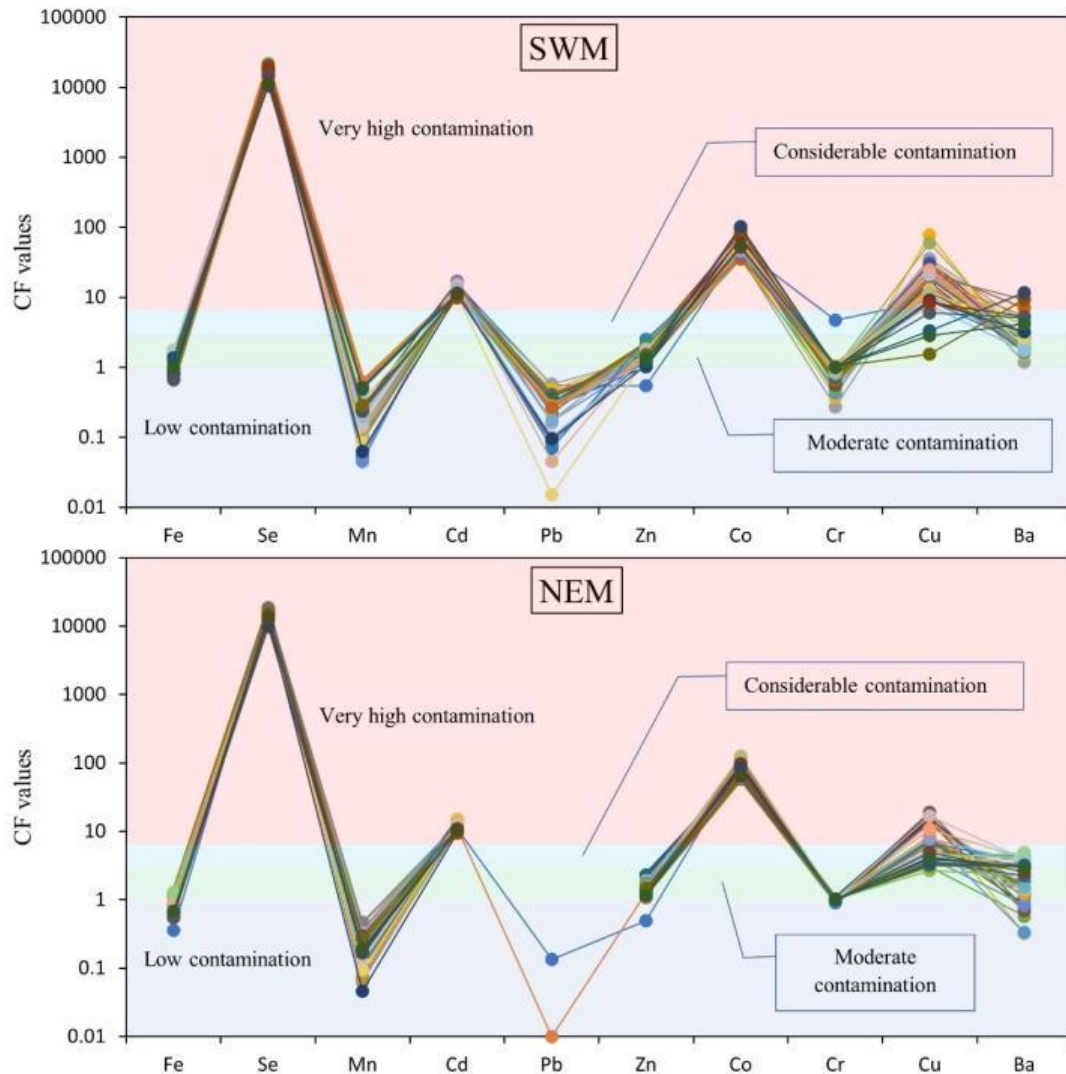 SWM
100000
10000
1000
100
10
1
0.1
0.01
CF values
Very high contamination
Considerable contamination
Low contamination
Moderate contamination
Fe Se Mn Cd Pb Zn Co Cr Cu Ba
NEM
100000
10000
1000
100
10
1
0.1
0.01
CF values
Very high contamination
Considerable contamination
Low contamination
Moderate
contamination
Fe Se Mn Cd Pb Zn Co Cr Cu Ba